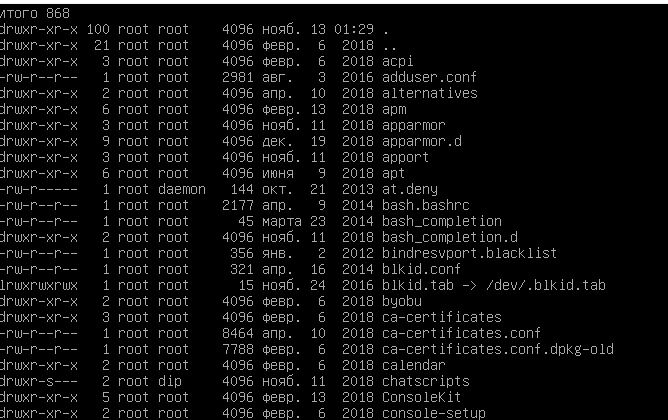 итого 868
drwxr-xr-x 100 root root 4096 нояб. 13 01:29 .
drwxr-xr-x 21 root root 4096 февр. 6 2018 ..
drwxr-xr-x 3 root root 4096 февр. 6 2018 acpi
-rw-r--r-- 1 root root 2981 авг. 3 2016 adduser.conf
drwxr-xr-x 2 root root 4096 апр. 10 2018 alternatives
drwxr-xr-x 6 root root 4096 февр. 13 2018 apm
drwxr-xr-x 3 root root 4096 нояб. 11 2018 apparmor
drwxr-xr-x 9 root root 4096 дек. 19 2018 apparmor.d
drwxr-xr-x 3 root root 4096 нояб. 11 2018 apport
drwxr-xr-x 6 root root 4096 июня 9 2018 apt
-rw-r----- 1 root daemon 144 окт. 21 2013 at.deny
-rw-r--r-- 1 root root 2177 апр. 9 2014 bash.bashrc
-rw-r--r-- 1 root root 45 марта 23 2014 bash_completion
drwxr-xr-x 2 root root 4096 нояб. 11 2018 bash_completion.d
-rw-r--r-- 1 root root 356 янв. 2 2012 bindresvport.blacklist
-rw-r--r-- 1 root root 321 апр. 16 2014 blkid.conf
lrwxrwxrwx 1 root root 15 нояб. 24 2016 blkid.tab -> /dev/.blkid.tab
drwxr-xr-x 2 root root 4096 февр. 6 2018 byobu
drwxr-xr-x 3 root root 4096 февр. 6 2018 ca-certificates
-rw-r--r-- 1 root root 8464 апр. 10 2018 ca-certificates.conf
-rw-r--r-- 1 root root 7788 февр. 6 2018 ca-certificates.conf.dpkg-old
drwxr-xr-x 2 root root 4096 февр. 6 2018 calendar
drwxr-s--- 2 root dip 4096 нояб. 11 2018 chatscripts
drwxr-xr-x 5 root root 4096 февр. 13 2018 ConsoleKit
drwxr-xr-x 2 root root 4096 февр. 6 2018 console-setup